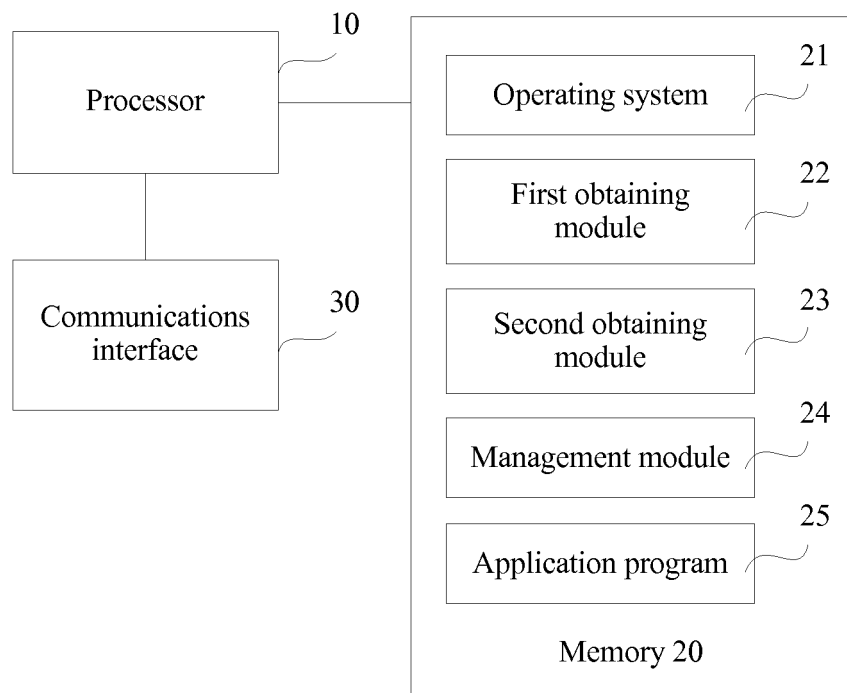 10
Processor
30
Communications
interface
21
Operating system
22
First obtaining
module
23
Second obtaining
module
24
Management module
25
Application program
Memory 20